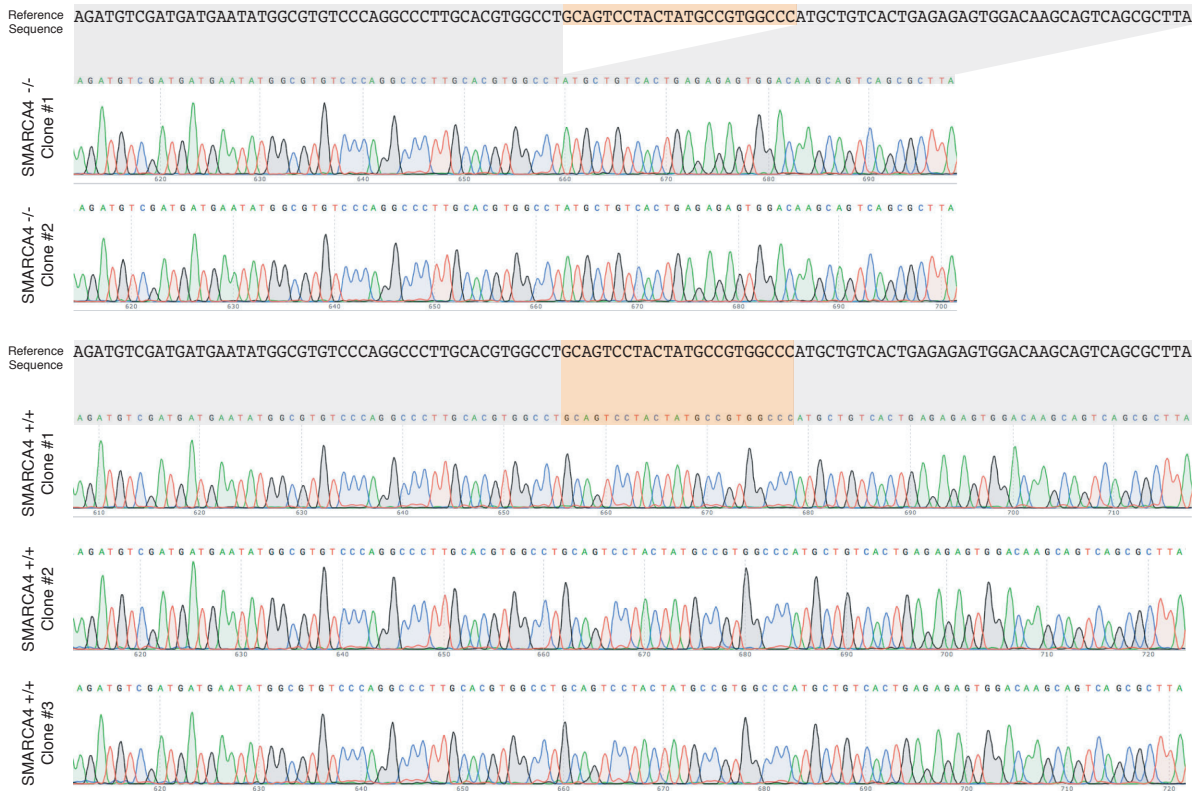 Reference Sequence AGATGTCGATGATGAATATGGCGTGTCCCAGGCCCTTGCACGTGGCCTGCAGTCCTACTATGCCGTGGCCCATGCTGTCACTGAGAGAGTGGACAAGCAGTCAGCGCTTA
SMARCA4 -/- Clone #1
AGATGTCGATGATGAATATGGCGTGTCCCAGGCCCTTGCACGTGGCCTATGCTGTCACTGAGAGAGTGGACAAGCAGTCAGCGCTTA
620 630 640 650 660 670 680 690
SMARCA4 -/- Clone #2
AGATGTCGATGATGAATATGGCGTGTCCCAGGCCCTTGCACGTGGCCTATGCTGTCACTGAGAGAGTGGACAAGCAGTCAGCGCTTA
620 630 640 650 660 670 680 690 700
Reference Sequence AGATGTCGATGATGAATATGGCGTGTCCCAGGCCCTTGCACGTGGCCTGCAGTCCTACTATGCCGTGGCCCATGCTGTCACTGAGAGAGTGGACAAGCAGTCAGCGCTTA
SMARCA4 +/+ Clone #1
AGATGTCGATGATGAATATGGCGTGTCCCAGGCCCTTGCACGTGGCCTGCAGTCCTACTATGCCGTGGCCCATGCTGTCACTGAGAGAGTGGACAAGCAGTCAGCGCTTA
610 620 630 640 650 660 670 680 690 700 710
SMARCA4 +/+ Clone #2
AGATGTCGATGATGAATATGGCGTGTCCCAGGCCCTTGCACGTGGCCTGCAGTCCTACTATGCCGTGGCCCATGCTGTCACTGAGAGAGTGGACAAGCAGTCAGCGCTTAT
620 630 640 650 660 670 680 690 700 710 720
SMARCA4 +/+ Clone #3
AGATGTCGATGATGAATATGGCGTGTCCCAGGCCCTTGCACGTGGCCTGCAGTCCTACTATGCCGTGGCCCATGCTGTCACTGAGAGAGTGGACAAGCAGTCAGCGCTTA
620 630 640 650 660 670 680 690 700 710 720